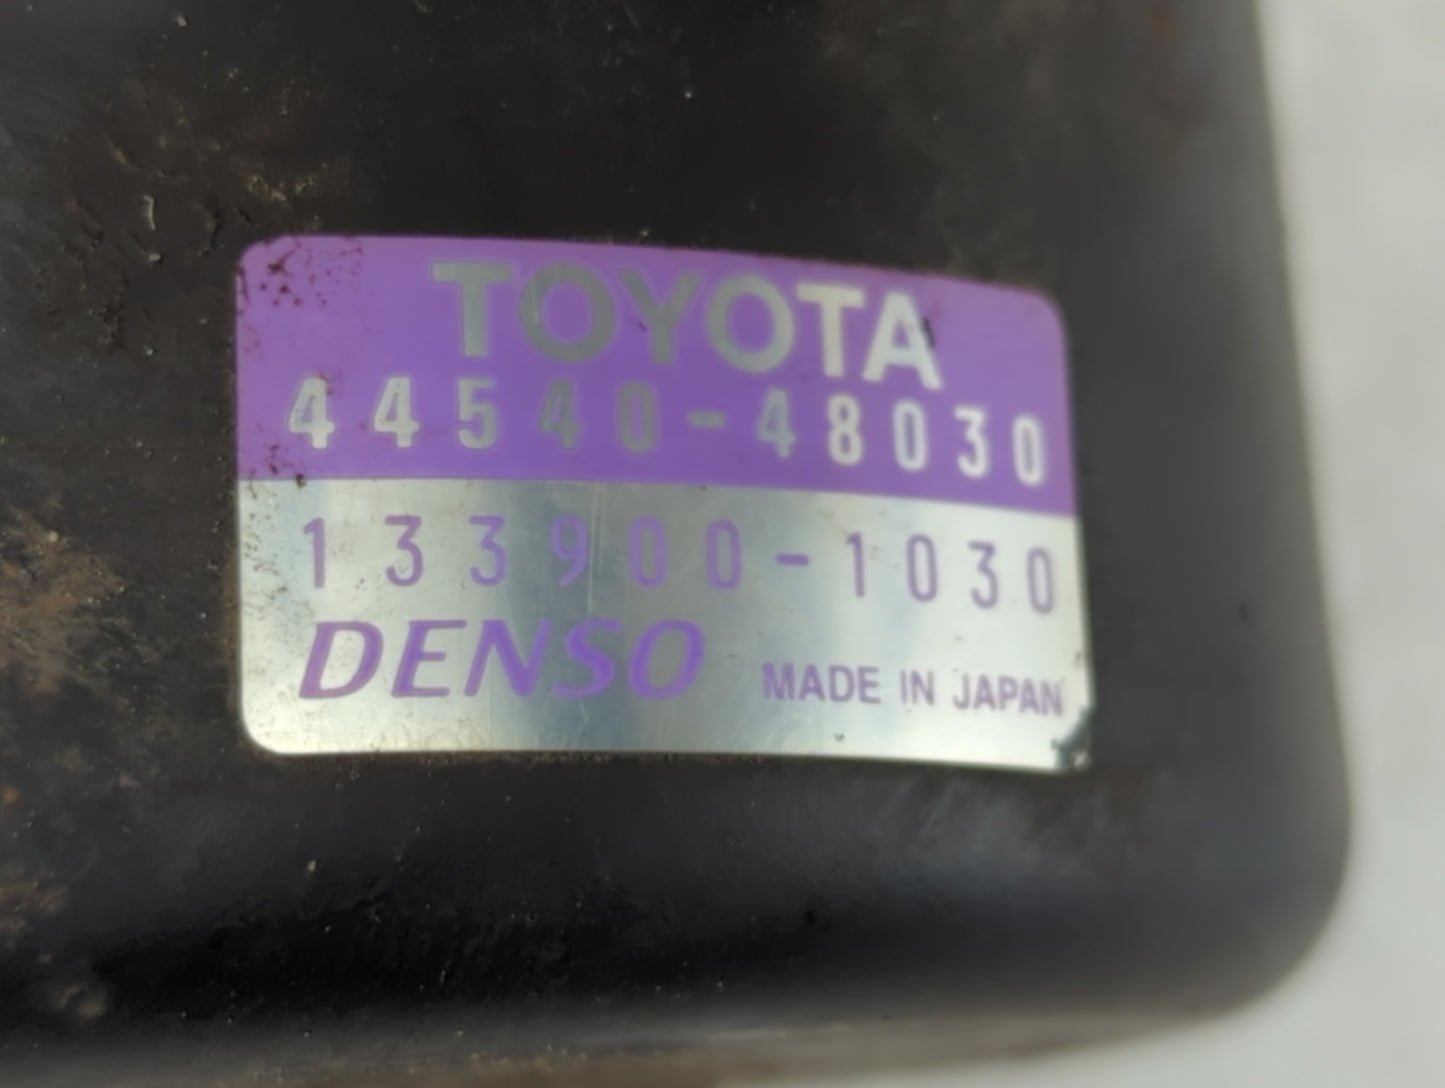 TOYOTA
44540-48030
133900-1030
DENSO MADE IN JAPAN